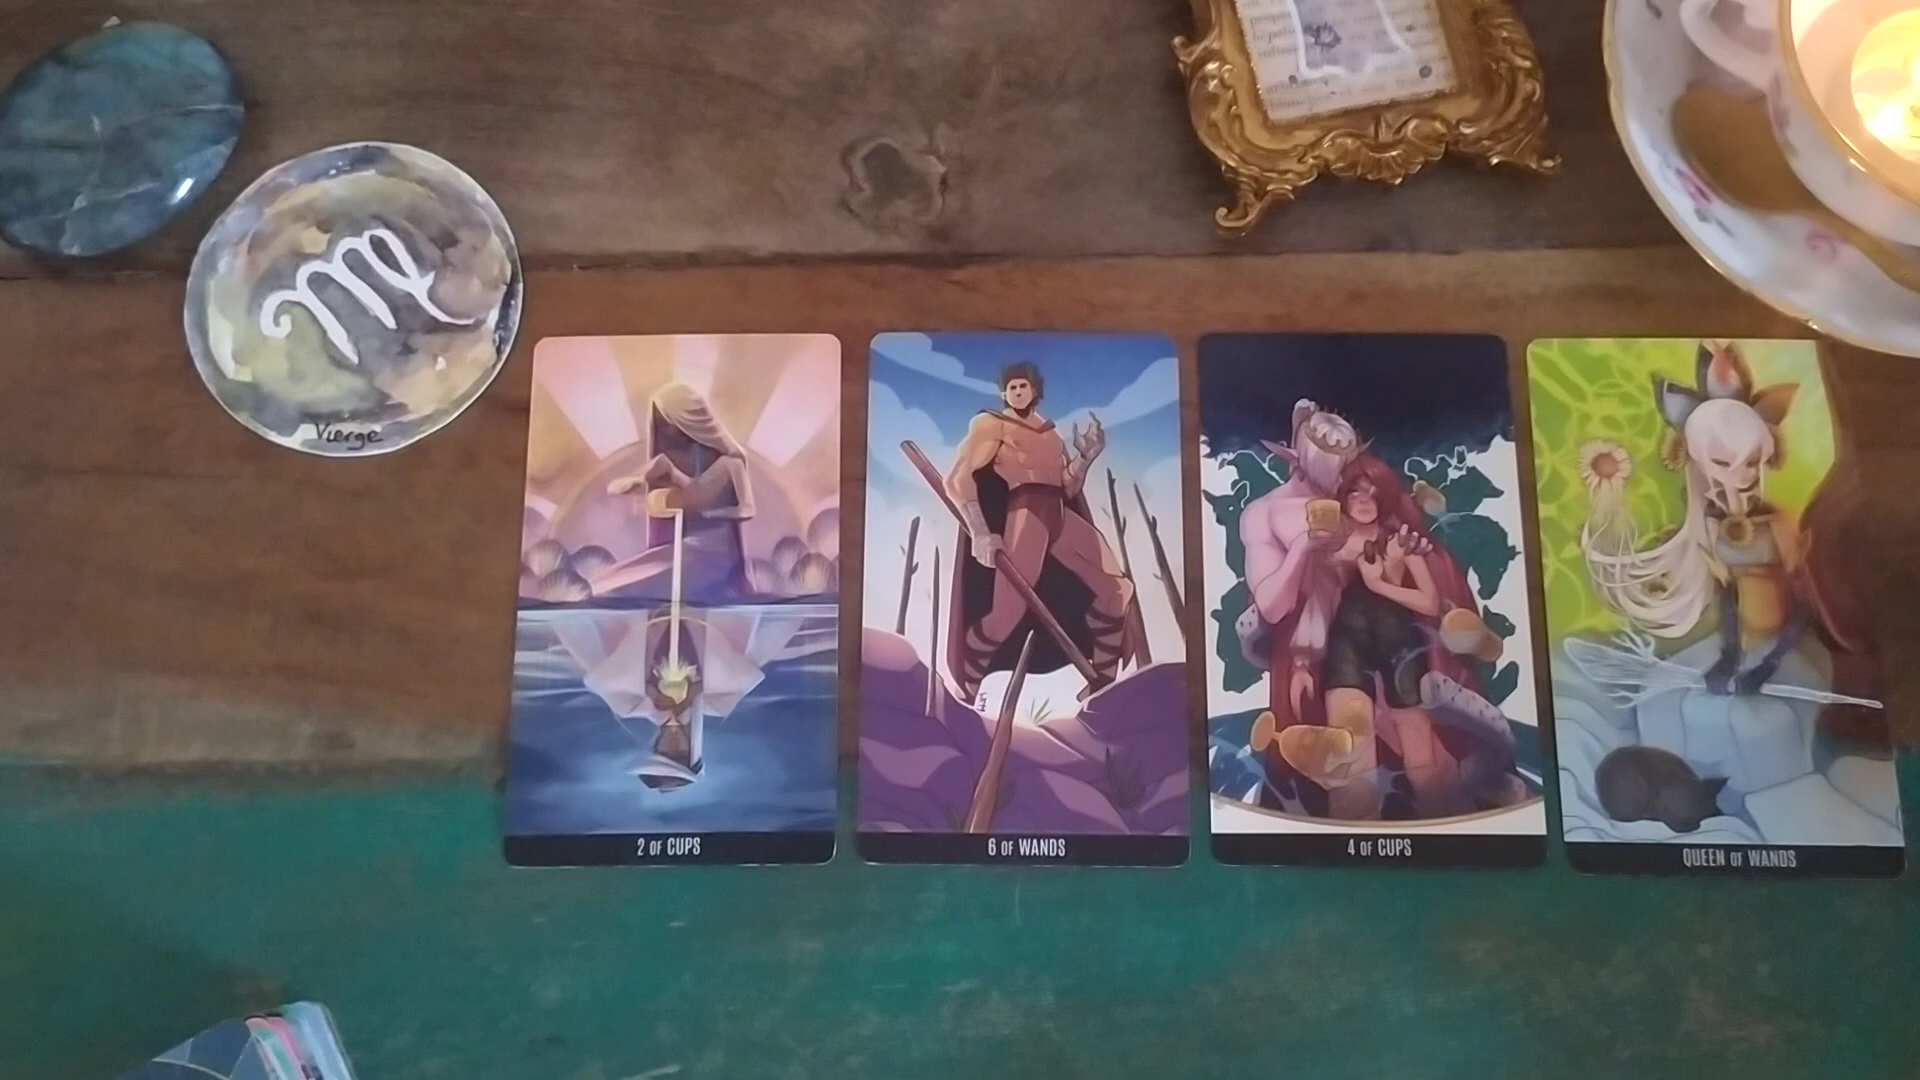 Vierge
2 OF CUPS
6 OF WANDS
4 OF CUPS
QUEEN OF WANDS